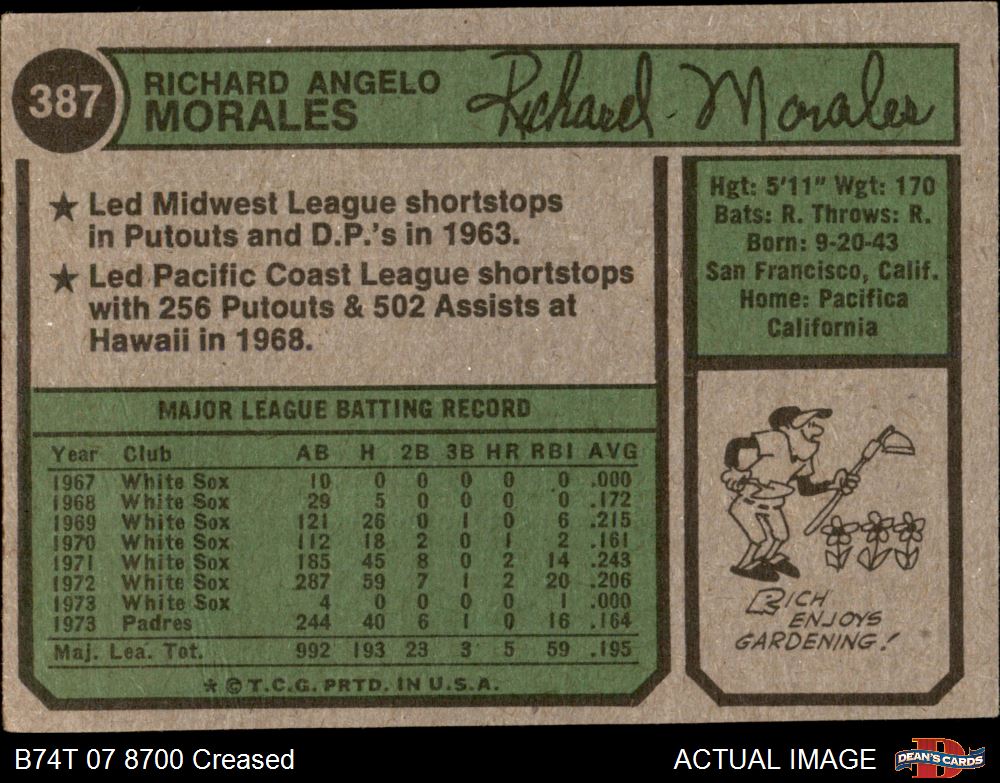 387
RICHARD ANGELO
MORALES
Richard Morales
★ Led Midwest League shortstops
in Putouts and D.P.'s in 1963.
★ Led Pacific Coast League shortstops
with 256 Putouts & 502 Assists at
Hawaii in 1968.
Hgt: 5'11" Wgt: 170
Bats: R. Throws: R.
Born: 9-20-43
San Francisco, Calif.
Home: Pacifica
California
MAJOR LEAGUE BATTING RECORD
Year Club AB H 2B 3B HR RBI AVG
1967 White Sox 10 0 0 0 0 0 .000
1968 White Sox 29 5 0 0 0 0 .172
1969 White Sox 121 26 0 1 0 6 .215
1970 White Sox 112 18 2 0 1 2 .161
1971 White Sox 185 45 8 0 2 14 .243
1972 White Sox 287 59 7 1 2 20 .206
1973 White Sox 4 0 0 0 0 1 .000
1973 Padres 244 40 6 1 0 16 .164
Maj. Lea. Tot. 992 193 23 3 5 59 .195
★ © T.C.G. PRTD. IN U.S.A.
RICH
ENJOYS
GARDENING!
B74T 07 8700 Creased
ACTUAL IMAGE
DEAN'S CARDS